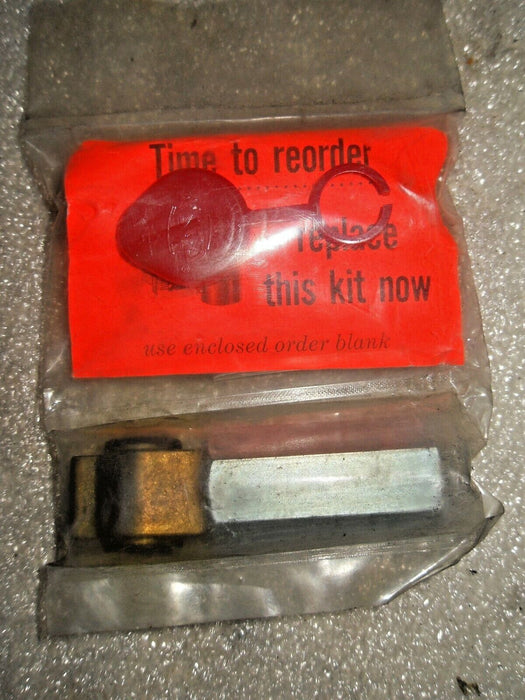 Time to reorder
replace
this kit now
use enclosed order blank